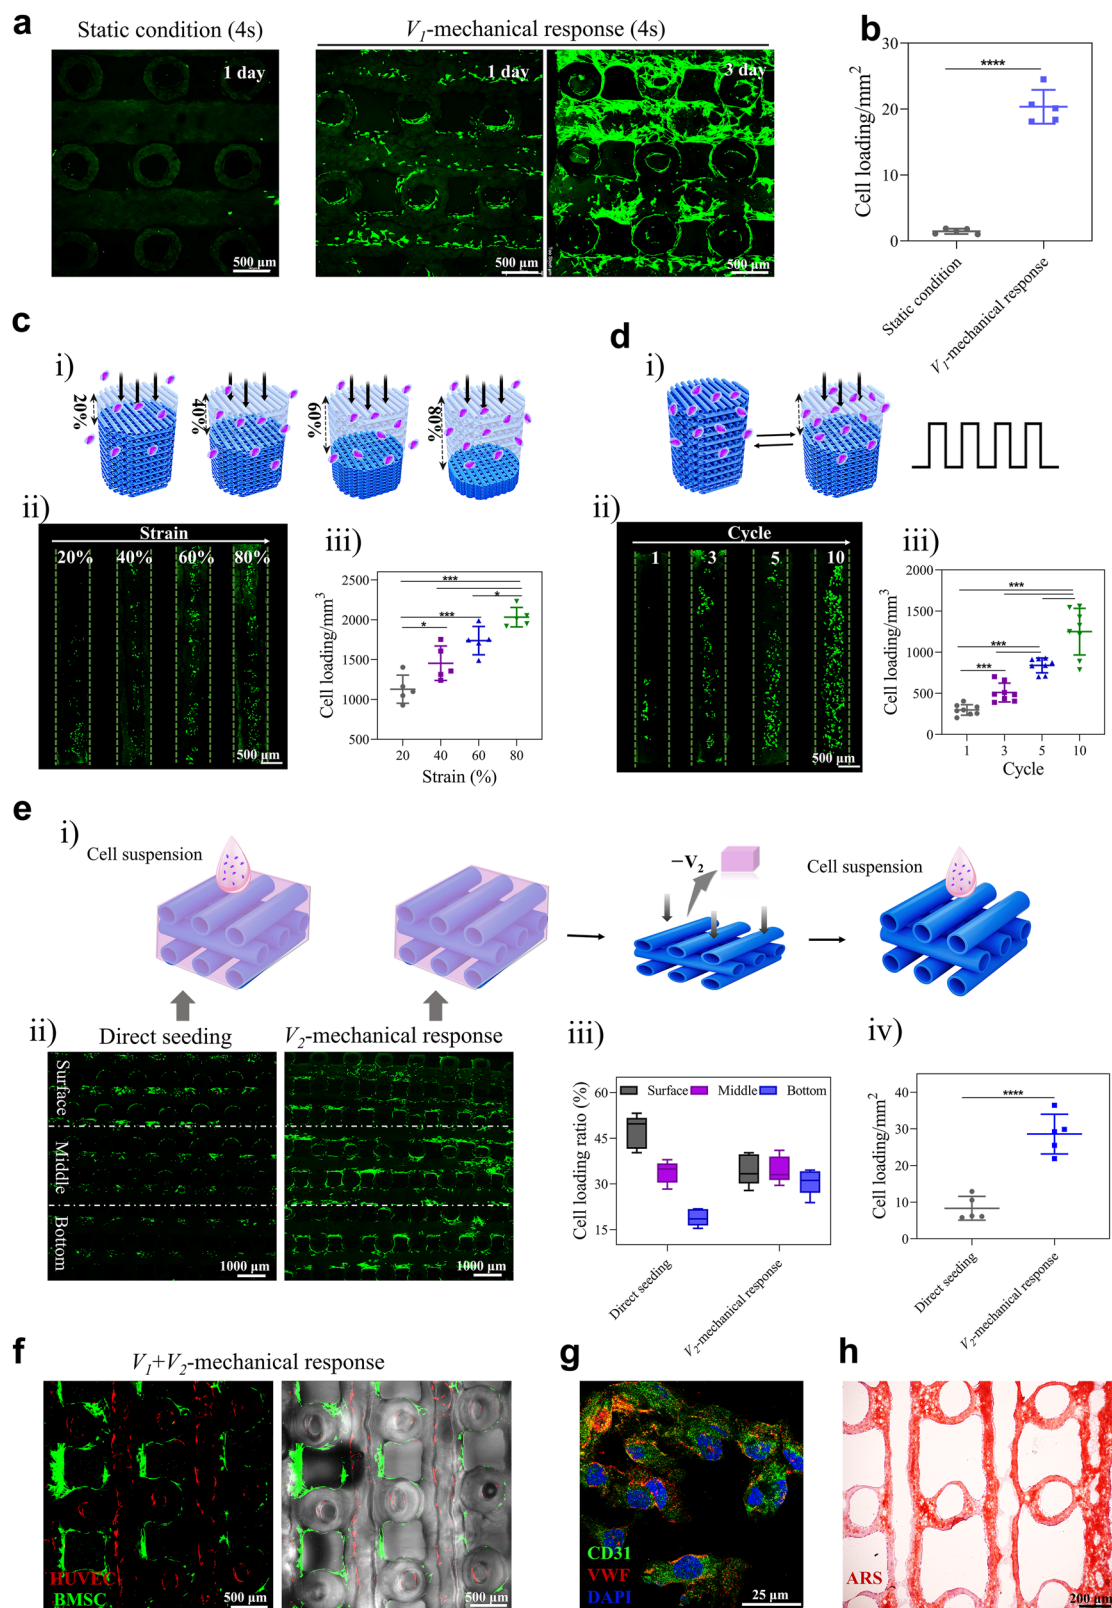 a
Static condition (4s)
V1-mechanical response (4s)
1 day
1 day
3 day
500 μm
500 μm
500 μm
b
Cell loading/mm2
30
20
10
0
****
Static condition
V1-mechanical response
c
i)
20%
40%
60%
80%
ii)
Strain
20%
40%
60%
80%
500 μm
iii)
Cell loading/mm3
2500
2000
1500
1000
500
***
*
***
*
20
40
60
80
Strain (%)
d
i)
ii)
Cycle
1
3
5
10
500 μm
iii)
Cell loading/mm3
2000
1500
1000
500
0
***
***
***
1
3
5
10
Cycle
e
i)
Cell suspension
−V2
Cell suspension
ii)
Direct seeding
V2-mechanical response
Surface
Middle
Bottom
1000 μm
1000 μm
iii)
Cell loading ratio (%)
60
45
30
15
Surface
Middle
Bottom
Direct seeding
V2-mechanical response
iv)
Cell loading/mm2
40
30
20
10
0
****
Direct seeding
V2-mechanical response
f
V1+V2-mechanical response
HUVEC
BMSC
500 μm
500 μm
g
CD31
VWF
DAPI
25 μm
h
ARS
200 μm